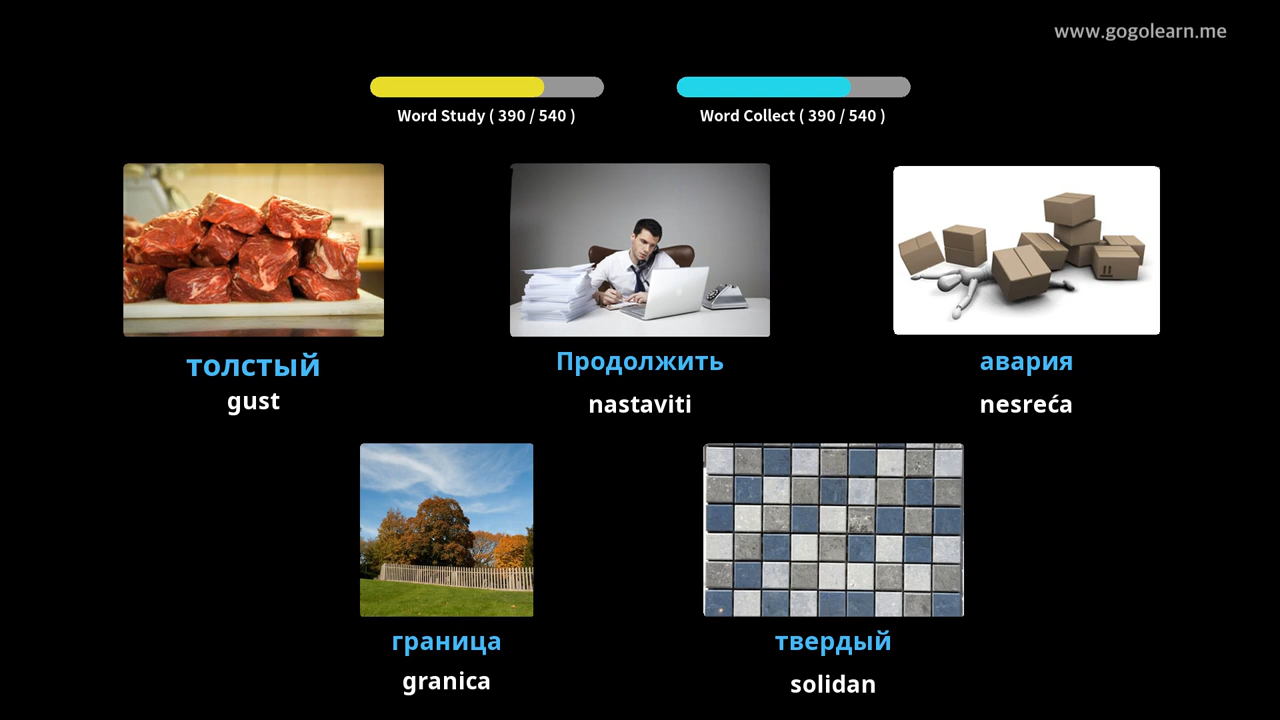 www.gogolearn.me
Word Study ( 390 / 540 )
Word Collect ( 390 / 540 )
толстый
gust
Продолжить
nastaviti
авария
nesreća
граница
granica
твердый
solidan